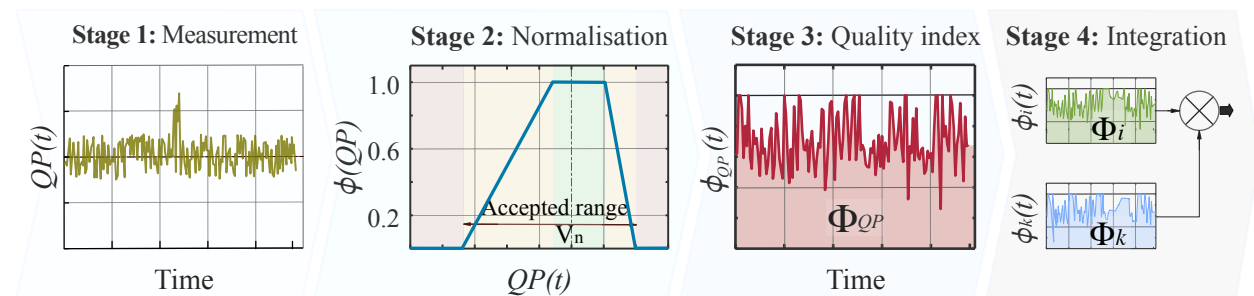 Stage 1: Measurement
QP(t)
Time
Stage 2: Normalisation
ϕ(QP)
1.0
0.6
0.2
Accepted range
Vn
QP(t)
Stage 3: Quality index
ϕQP(t)
ΦQP
Time
Stage 4: Integration
ϕi(t)
Φi
ϕk(t)
Φk